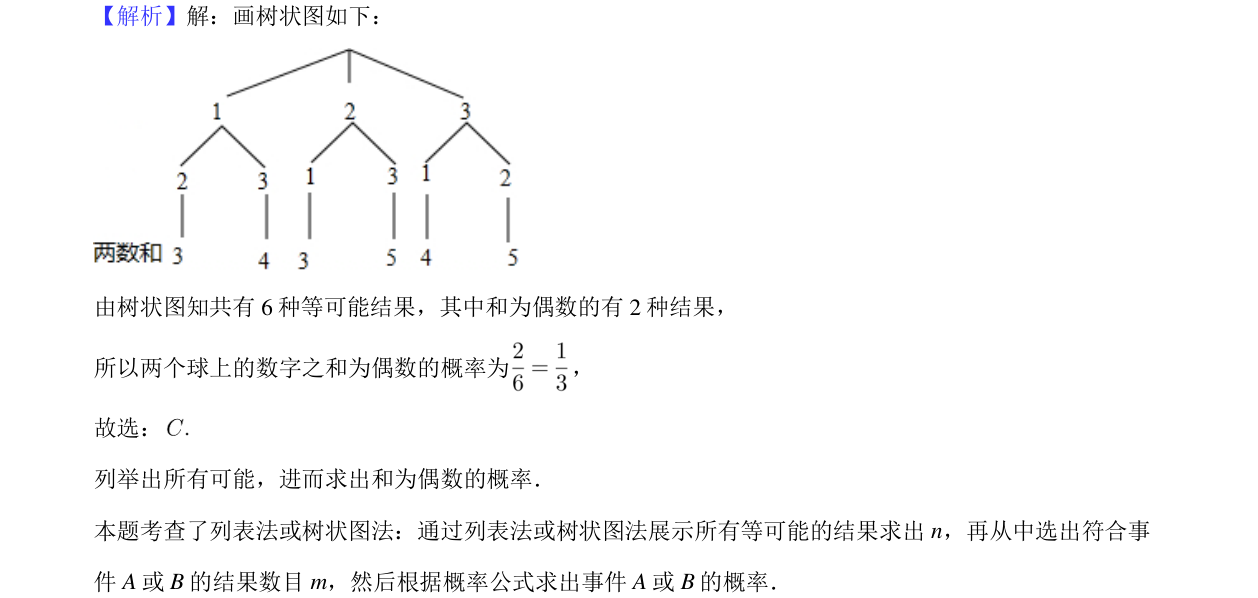 【解析】解：画树状图如下：
1 2 3
2 3 1 3 1 2
两数和 3 4 3 5 4 5
由树状图知共有 6 种等可能结果，其中和为偶数的有 2 种结果，
所以两个球上的数字之和为偶数的概率为 2/6 = 1/3，
故选：C.
列举出所有可能，进而求出和为偶数的概率．
本题考查了列表法或树状图法：通过列表法或树状图法展示所有等可能的结果求出 n，再从中选出符合事
件 A 或 B 的结果数目 m，然后根据概率公式求出事件 A 或 B 的概率．